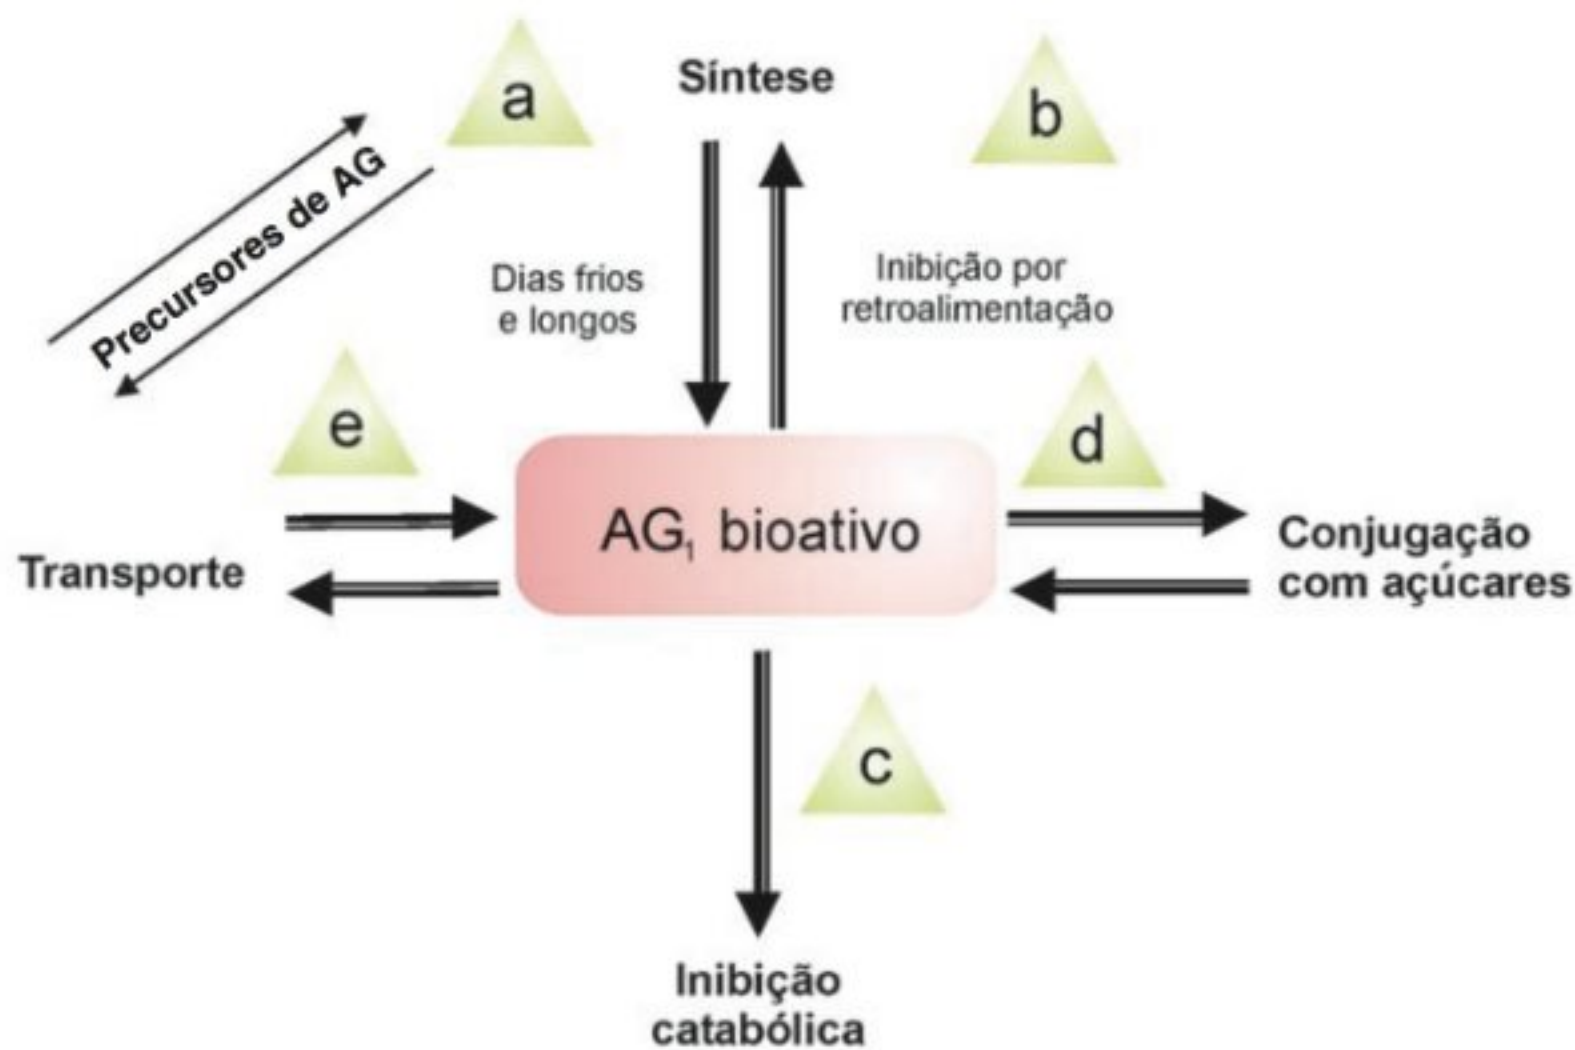 a
Síntese
b
Precursores de AG
Dias frios
e longos
Inibição por
retroalimentação
e
d
AG₁ bioativo
Transporte
Conjugação
com açúcares
c
Inibição
catabólica